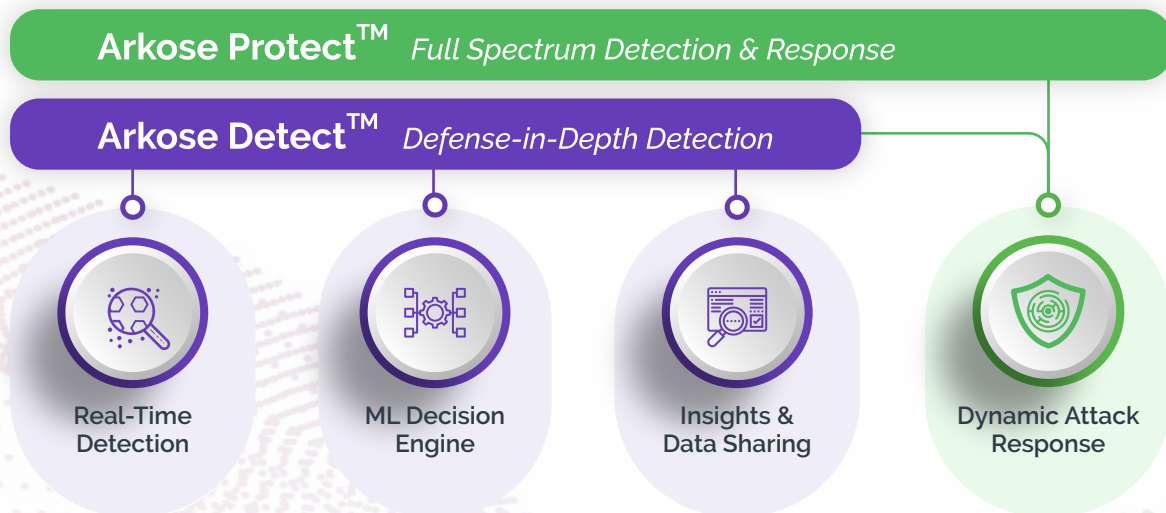 Arkose Protect™ Full Spectrum Detection & Response
Arkose Detect™ Defense-in-Depth Detection
Real-Time
Detection
ML Decision
Engine
Insights &
Data Sharing
Dynamic Attack
Response